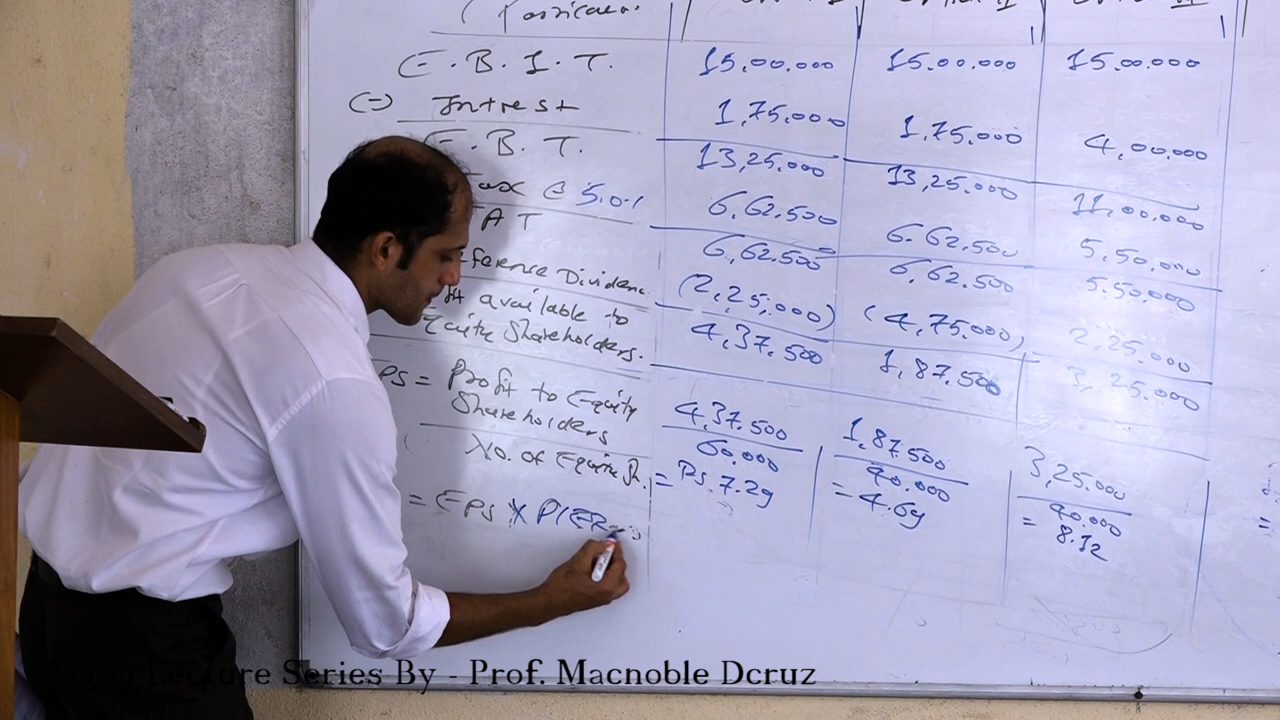 E.B.I.T. 15,00,000 15,00,000 15,00,000
(-) Intrest 1,75,000 1,75,000 4,00,000
E.B.T. 13,25,000 13,25,000 11,00,000
Tax @ 50% 6,62,500 6,62,500 5,50,000
AT 6,62,500 6,62,500 5,50,000
eference Dividend (2,25,000) (4,75,000) 2,25,000
available to
Equity Shareholders. 4,37,500 1,87,500 3,25,000
EPS = Profit to Equity
Shareholders 4,37,500 1,87,500 3,25,000
No. of Equity Sh. 60,000 40,000 40,000
= Rs. 7.29 = 4.69 = 8.12
= EPS X P/ER
Lecture Series By - Prof. Macnoble Dcruz